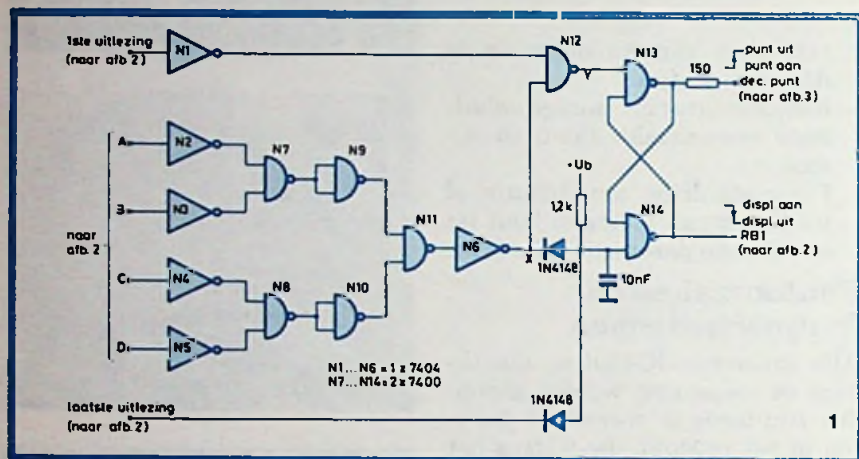 1ste uitlezing
(naar afb.2)
N1
N12
N13
150
punt uit
punt aan
dec. punt
(naar afb.3)
A
N2
N7
N9
B
N3
naar
afb. 2
N11
N6
X
Y
+Ub
1,2k
1N4148
N14
10nF
displ aan
displ uit
RB1
(naar afb.2)
C
N4
N8
N10
D
N5
N1...N6 = 1 x 7404
N7...N14 = 2 x 7400
laatste uitlezing
(naar afb.2)
1N4148
1